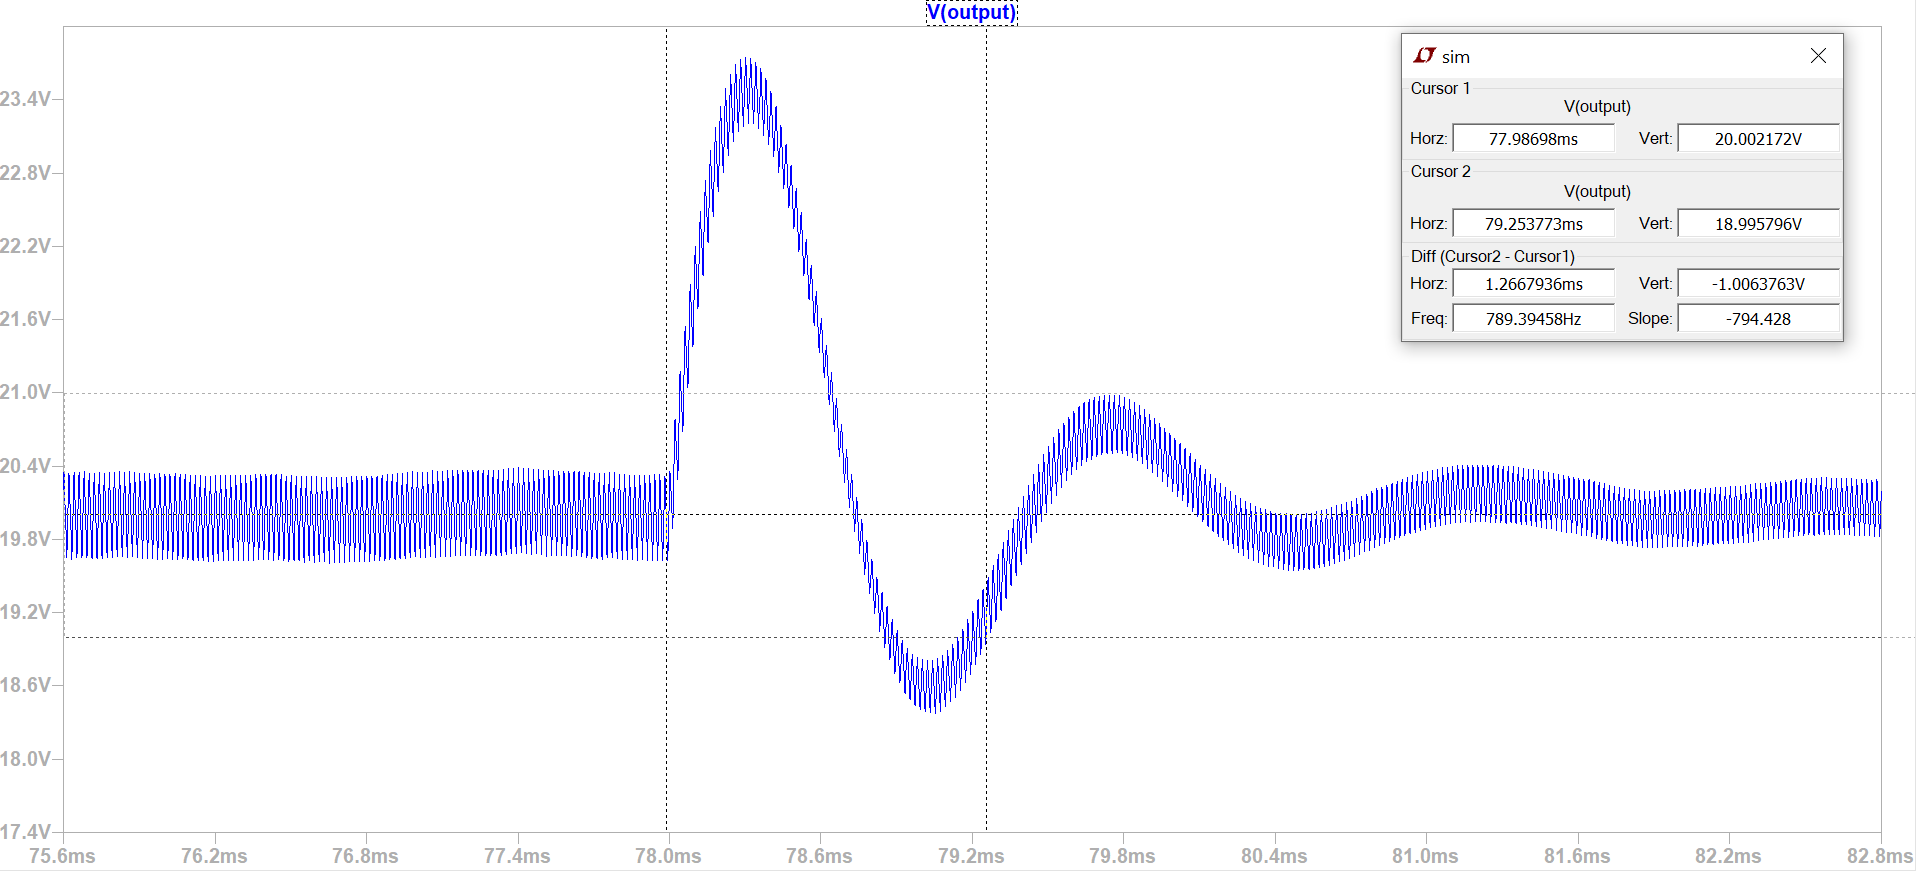 V(output)
sim
Cursor 1
V(output)
Horz: 77.98698ms Vert: 20.002172V
Cursor 2
V(output)
Horz: 79.253773ms Vert: 18.995796V
Diff (Cursor2 - Cursor1)
Horz: 1.2667936ms Vert: -1.0063763V
Freq: 789.39458Hz Slope: -794.428
23.4V
22.8V
22.2V
21.6V
21.0V
20.4V
19.8V
19.2V
18.6V
18.0V
17.4V
75.6ms 76.2ms 76.8ms 77.4ms 78.0ms 78.6ms 79.2ms 79.8ms 80.4ms 81.0ms 81.6ms 82.2ms 82.8ms